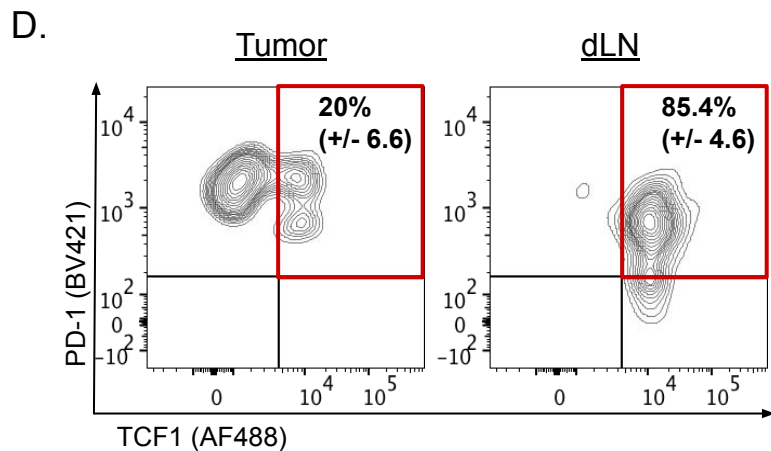 D.
Tumor
dLN
20%
(+/- 6.6)
85.4%
(+/- 4.6)
PD-1 (BV421)
10^4
10^3
10^2
0
-10^2
10^4
10^3
10^2
0
-10^2
0 10^4 10^5
0 10^4 10^5
TCF1 (AF488)